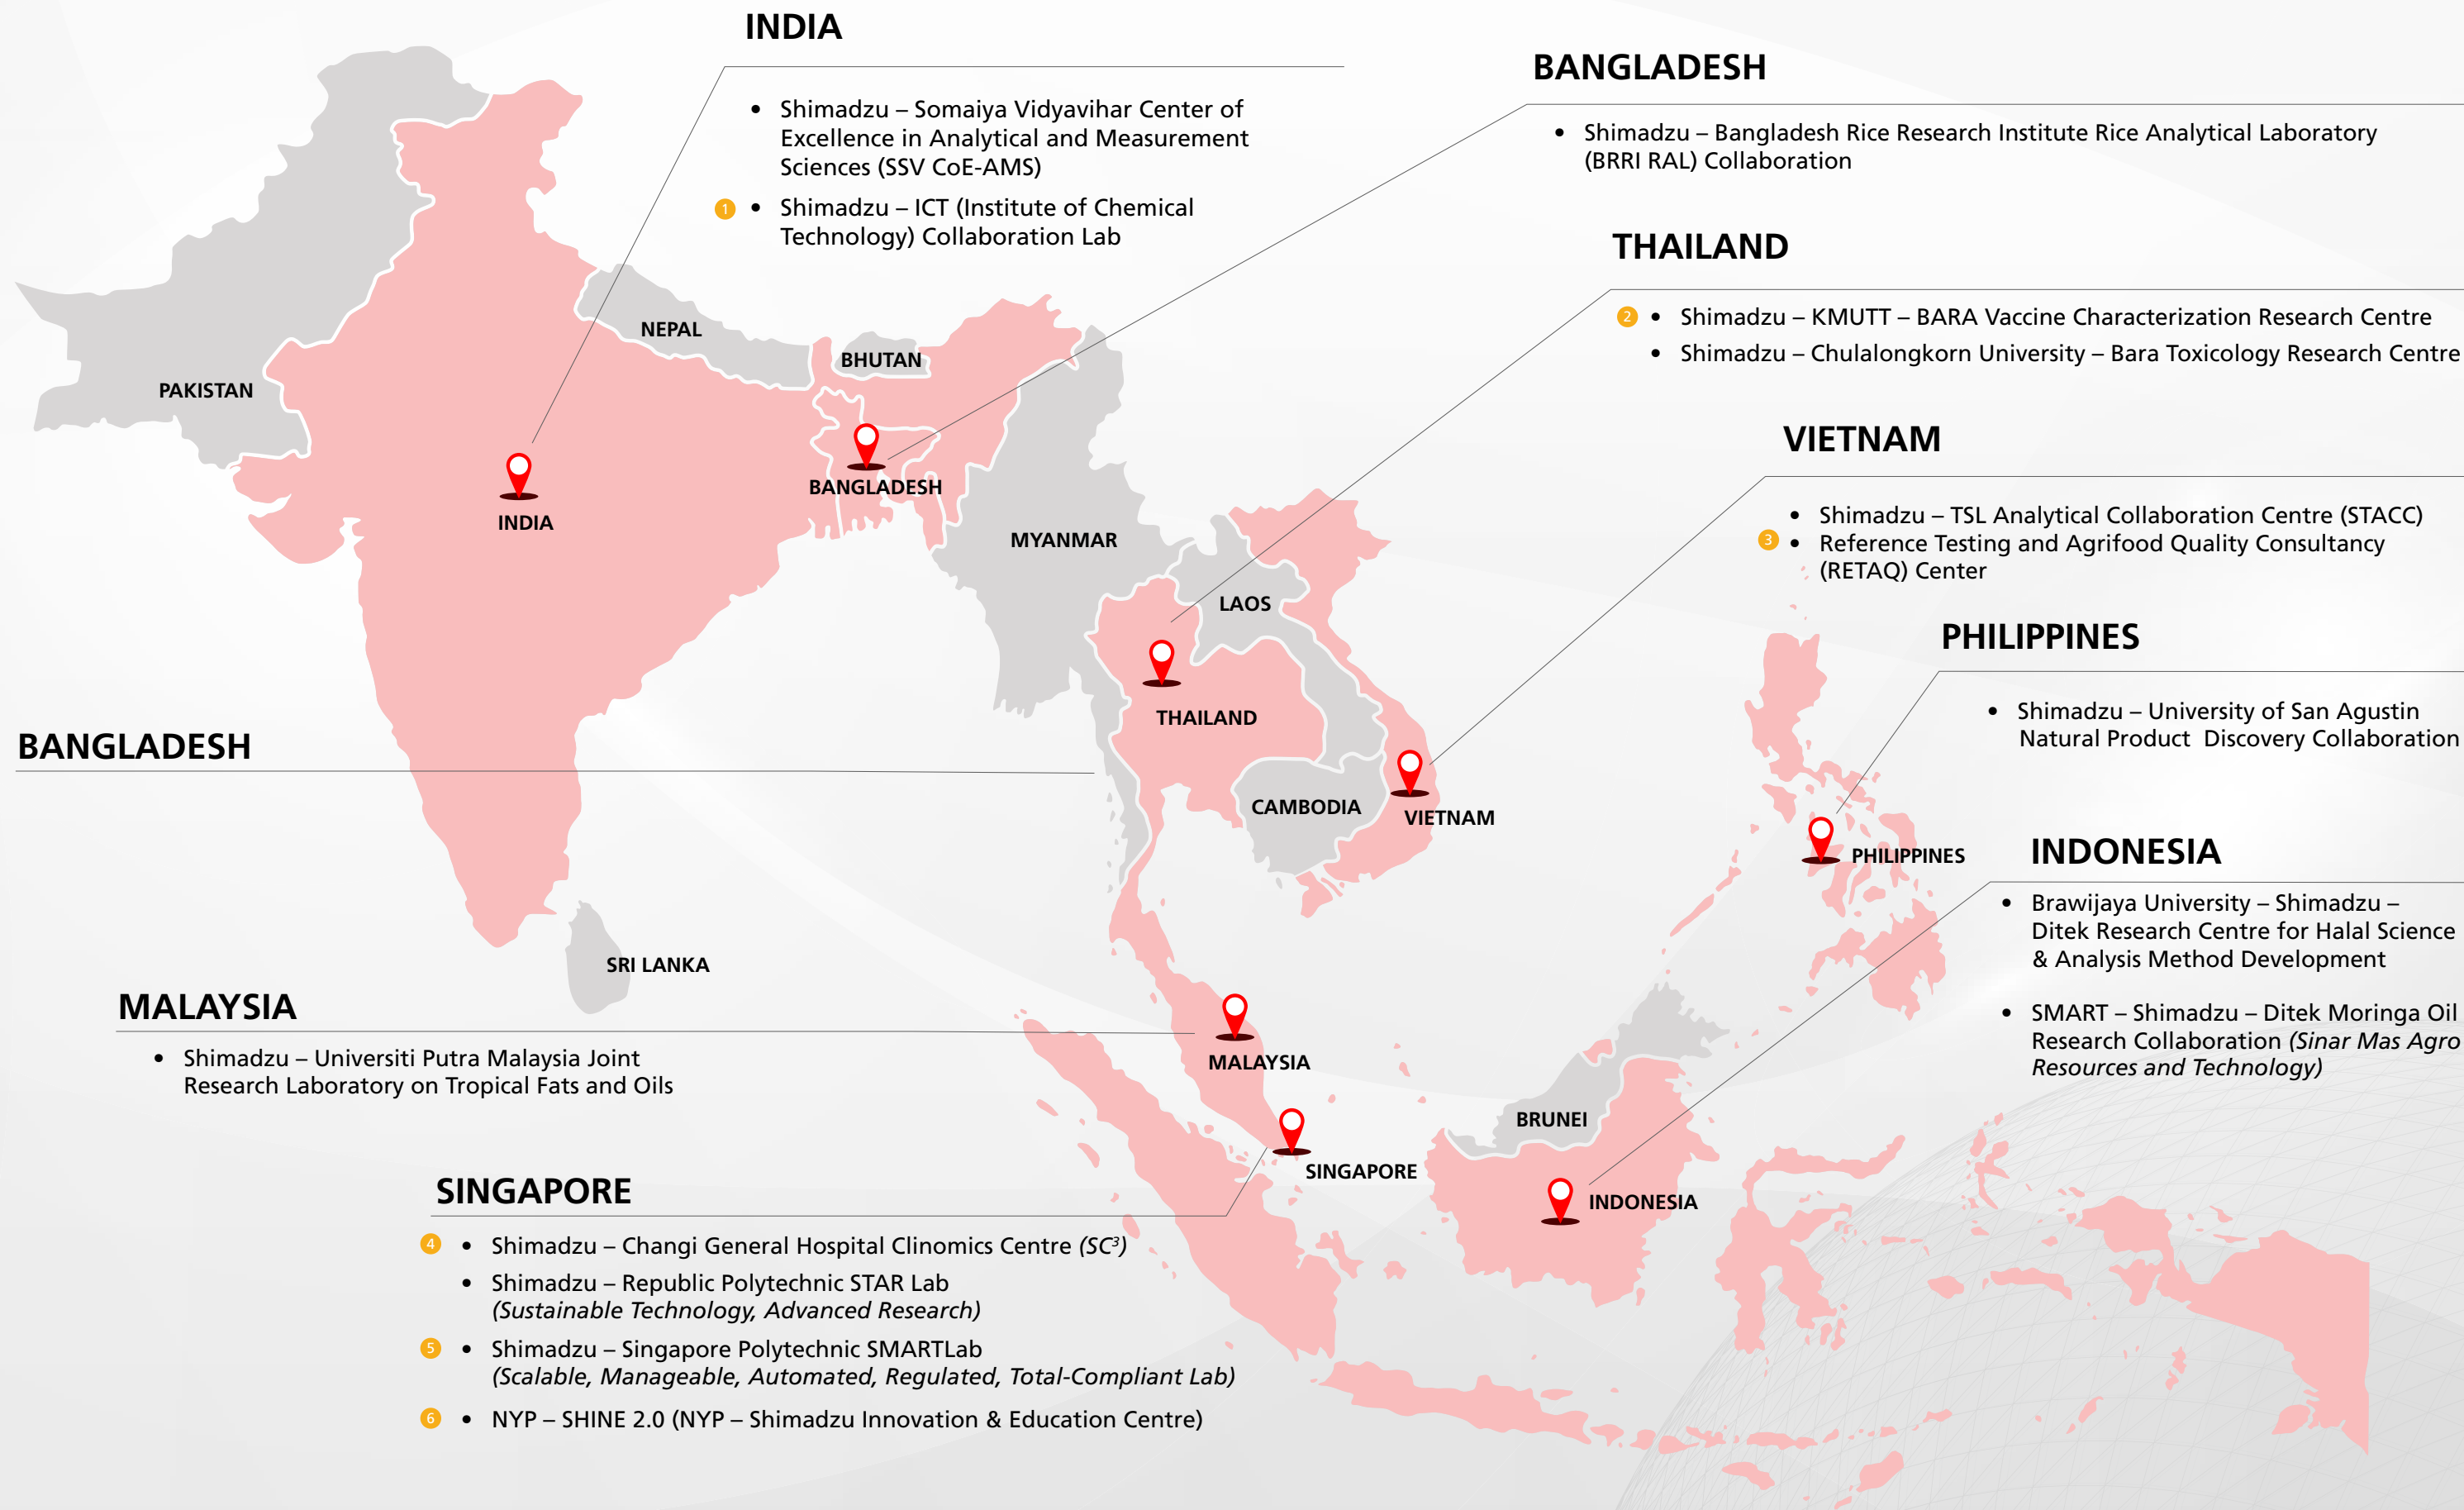 INDIA
• Shimadzu – Somaiya Vidyavihar Center of
Excellence in Analytical and Measurement
Sciences (SSV CoE-AMS)
1 • Shimadzu – ICT (Institute of Chemical
Technology) Collaboration Lab
BANGLADESH
• Shimadzu – Bangladesh Rice Research Institute Rice Analytical Laboratory
(BRRI RAL) Collaboration
THAILAND
2 • Shimadzu – KMUTT – BARA Vaccine Characterization Research Centre
• Shimadzu – Chulalongkorn University – Bara Toxicology Research Centre
VIETNAM
• Shimadzu – TSL Analytical Collaboration Centre (STACC)
3 • Reference Testing and Agrifood Quality Consultancy
(RETAQ) Center
PHILIPPINES
• Shimadzu – University of San Agustin
Natural Product Discovery Collaboration
INDONESIA
• Brawijaya University – Shimadzu –
Ditek Research Centre for Halal Science
& Analysis Method Development
• SMART – Shimadzu – Ditek Moringa Oil
Research Collaboration (Sinar Mas Agro
Resources and Technology)
BANGLADESH
MALAYSIA
• Shimadzu – Universiti Putra Malaysia Joint
Research Laboratory on Tropical Fats and Oils
SINGAPORE
4 • Shimadzu – Changi General Hospital Clinomics Centre (SC³)
• Shimadzu – Republic Polytechnic STAR Lab
(Sustainable Technology, Advanced Research)
5 • Shimadzu – Singapore Polytechnic SMARTLab
(Scalable, Manageable, Automated, Regulated, Total-Compliant Lab)
6 • NYP – SHINE 2.0 (NYP – Shimadzu Innovation & Education Centre)
PAKISTAN
NEPAL
BHUTAN
BANGLADESH
INDIA
MYANMAR
LAOS
THAILAND
CAMBODIA
VIETNAM
PHILIPPINES
SRI LANKA
MALAYSIA
BRUNEI
SINGAPORE
INDONESIA